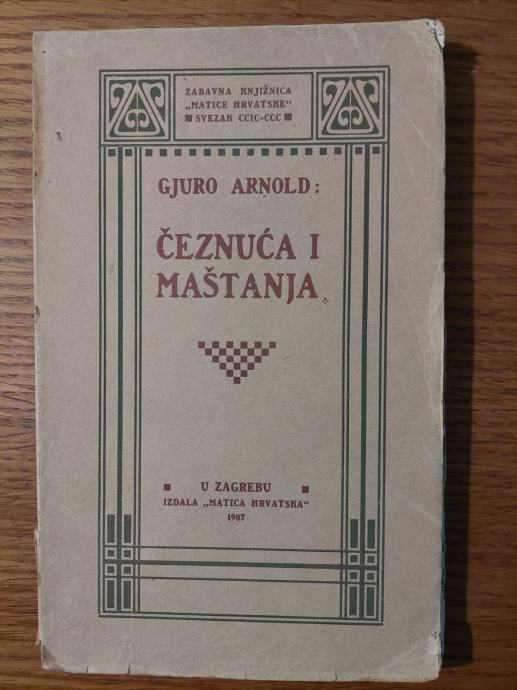 ZABAVNA KNJIŽNICA
„MATICE HRVATSKE“
SVEZAK CCIC-CCC
GJURO ARNOLD:
ČEZNUĆA I
MAŠTANJA
U ZAGREBU
IZDALA „MATICA HRVATSKA“
1907